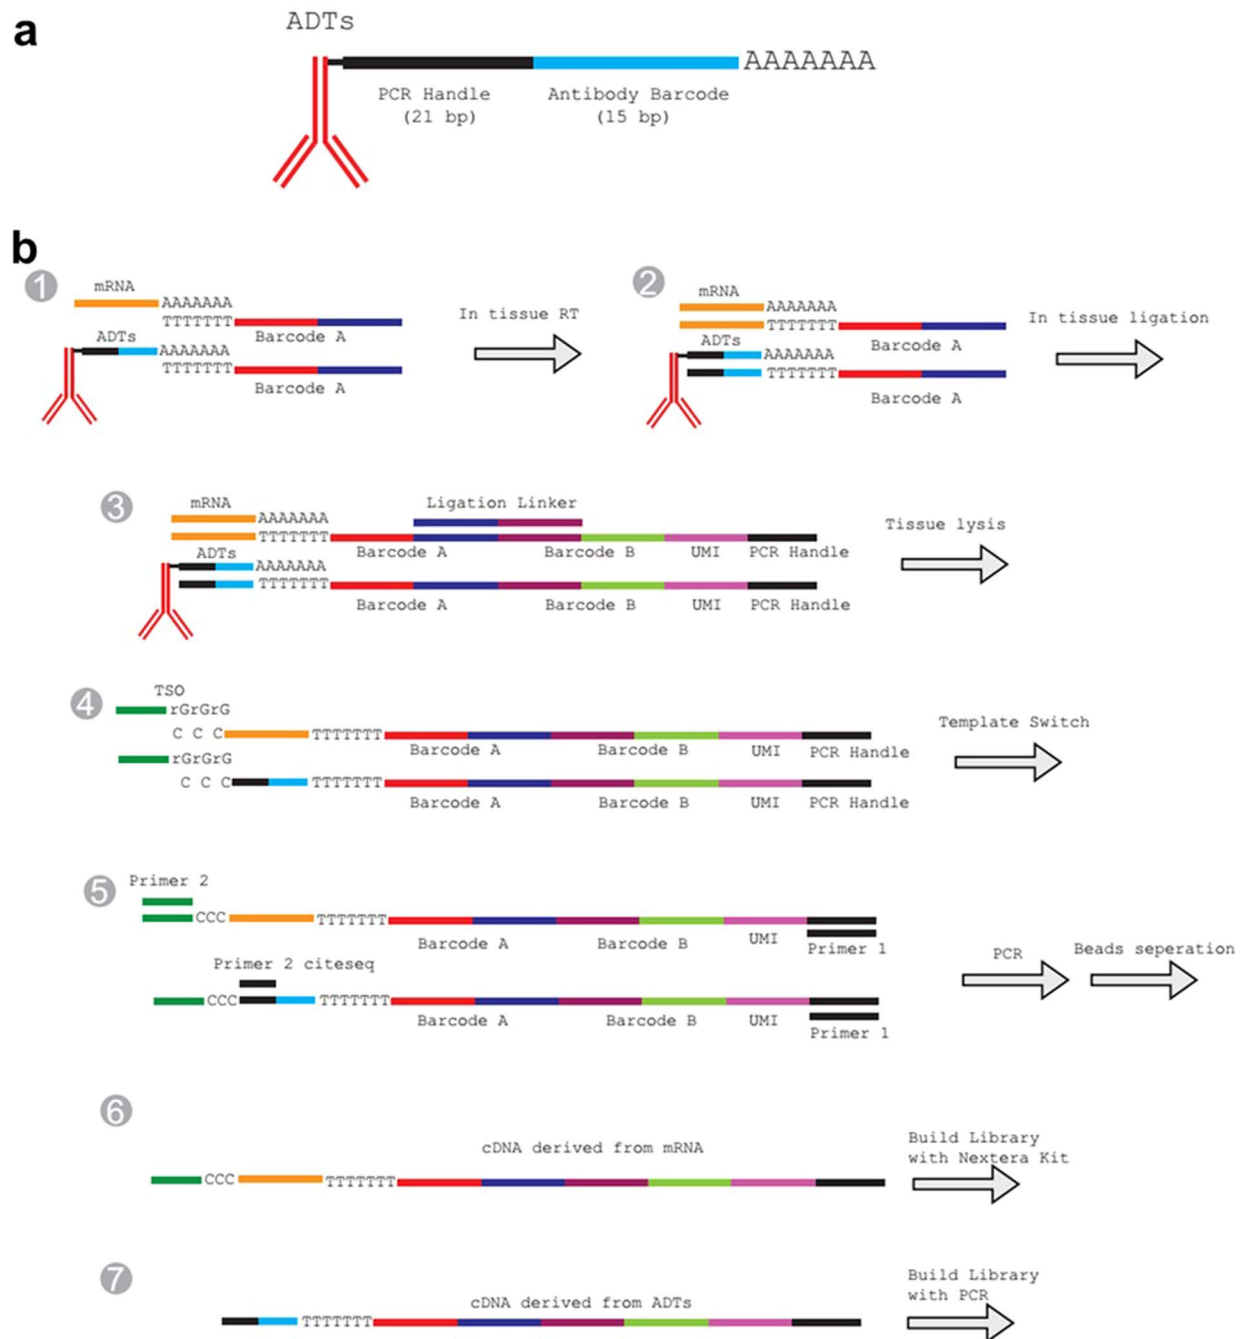 a
ADTs
AAAAAAA
PCR Handle
(21 bp)
Antibody Barcode
(15 bp)
b
1
mRNA
AAAAAAA
TTTTTTT
Barcode A
ADTs
AAAAAAA
TTTTTTT
Barcode A
In tissue RT
2
mRNA
AAAAAAA
TTTTTTT
Barcode A
ADTs
AAAAAAA
TTTTTTT
Barcode A
In tissue ligation
3
mRNA
AAAAAAA
Ligation Linker
TTTTTTT
Barcode A
Barcode B
UMI
PCR Handle
ADTs
AAAAAAA
TTTTTTT
Barcode A
Barcode B
UMI
PCR Handle
Tissue lysis
4
TSO
rGrGrG
C C C
TTTTTTT
Barcode A
Barcode B
UMI
PCR Handle
rGrGrG
C C C
TTTTTTT
Barcode A
Barcode B
UMI
PCR Handle
Template Switch
5
Primer 2
CCC
TTTTTTT
Barcode A
Barcode B
UMI
Primer 1
Primer 2 citeseq
CCC
TTTTTTT
Barcode A
Barcode B
UMI
Primer 1
PCR
Beads seperation
6
cDNA derived from mRNA
CCC
TTTTTTT
Build Library
with Nextera Kit
7
cDNA derived from ADTs
TTTTTTT
Build Library
with PCR